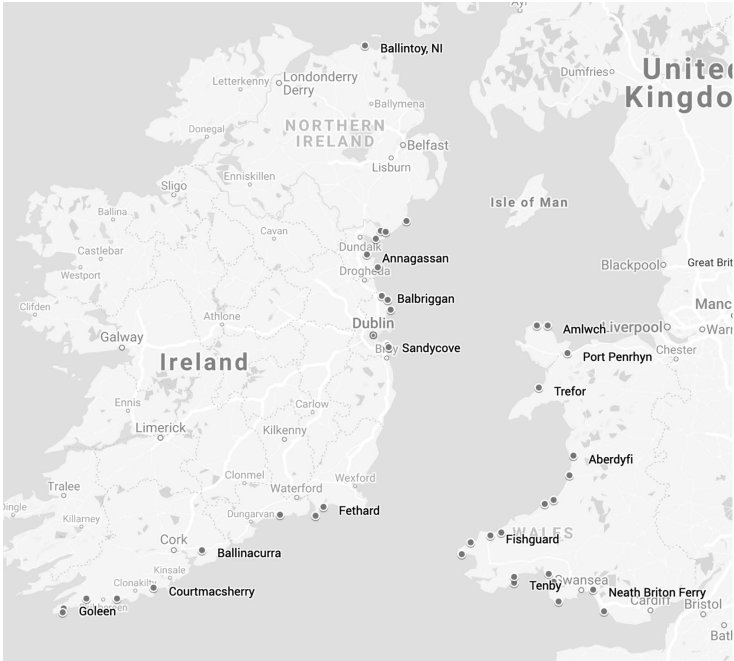 Ballintoy, NI
Dumfries
United
Kingdo
Letterkenny
Londonderry
Derry
Ballymena
Donegal
NORTHERN
IRELAND
Belfast
Lisburn
Enniskillen
Sligo
Isle of Man
Ballina
Cavan
Dundalk
Castlebar
Annagassan
Blackpool
Great Brit
Westport
Drogheda
Clifden
Balbriggan
Manc
Athlone
Dublin
Amlwch
Liverpool
Warr
Galway
Bray
Sandycove
Chester
Port Penrhyn
Ireland
Trefor
Ennis
Carlow
Limerick
Kilkenny
Aberdyfi
Clonmel
Wexford
Tralee
Waterford
Dingle
Dungarvan
Fethard
Killarney
WALES
Cork
Fishguard
Ballinacurra
Kinsale
Clonakilty
Courtmacsherry
Tenby
Swansea
Neath Briton Ferry
Cardiff
Bristol
Goleen
Bath